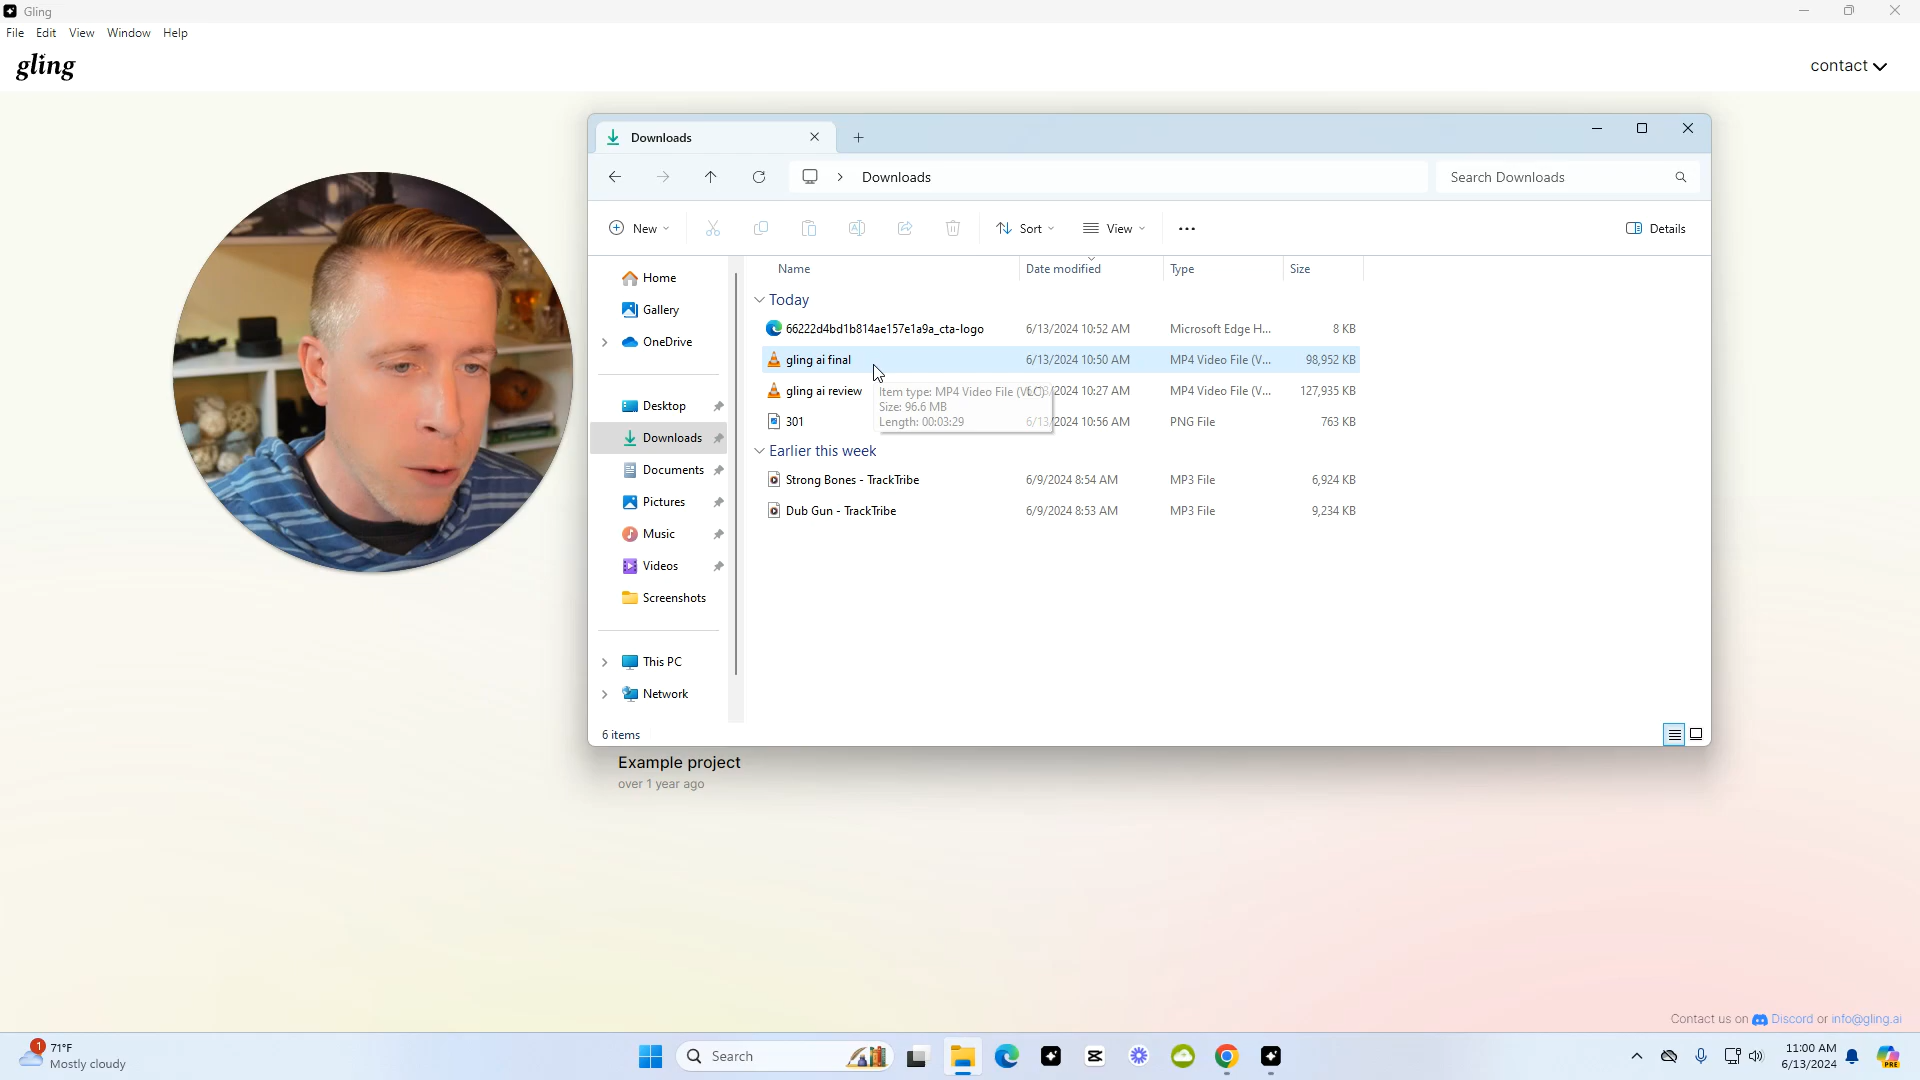 Gling
File Edit View Window Help
gling
contact
Downloads
Downloads
Search Downloads
New
Sort
View
Details
Name Date modified Type Size
Today
66222d4bd1b814ae157e1a9a_cta-logo 6/13/2024 10:52 AM Microsoft Edge H... 8 KB
gling ai final 6/13/2024 10:50 AM MP4 Video File (V... 98,952 KB
gling ai review 2024 10:27 AM MP4 Video File (V... 127,935 KB
Item type: MP4 Video File (VLC)
Size: 96.6 MB
Length: 00:03:29
301 6/13/2024 10:56 AM PNG File 763 KB
Earlier this week
Strong Bones - TrackTribe 6/9/2024 8:54 AM MP3 File 6,924 KB
Dub Gun - TrackTribe 6/9/2024 8:53 AM MP3 File 9,234 KB
Home
Gallery
OneDrive
Desktop
Downloads
Documents
Pictures
Music
Videos
Screenshots
This PC
Network
6 items
Example project
over 1 year ago
Contact us on Discord or info@gling.ai
1
71°F
Mostly cloudy
Search
11:00 AM
6/13/2024
PRE